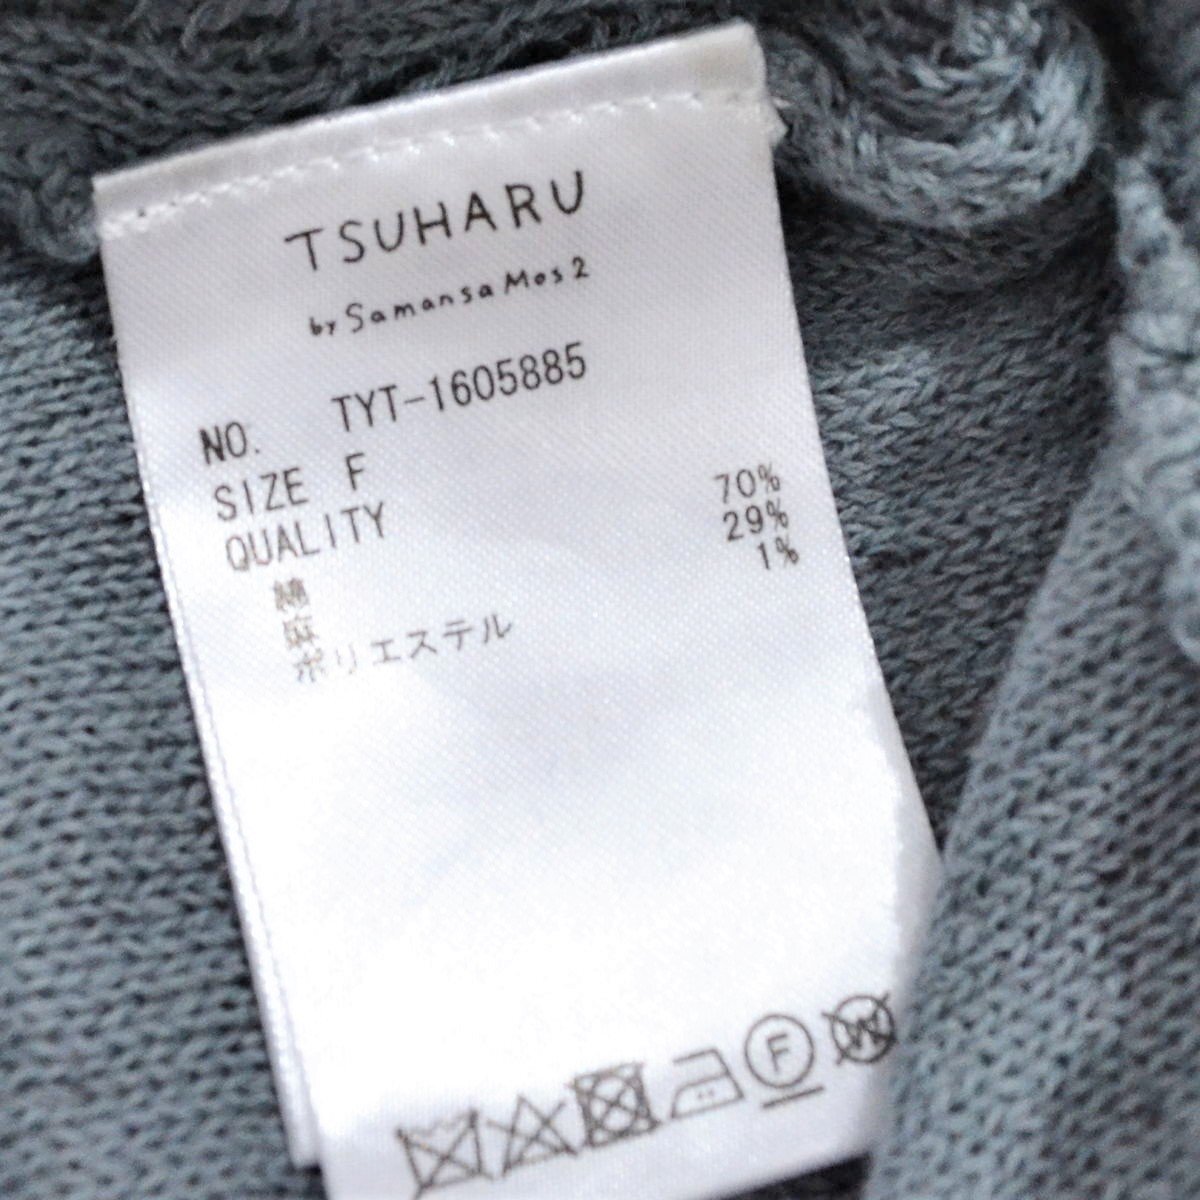 TSUHARU
by Samansa Mos2
NO. TYT-1605885
SIZE F
QUALITY
綿 70%
麻 29%
ポリエステル 1%
F
W